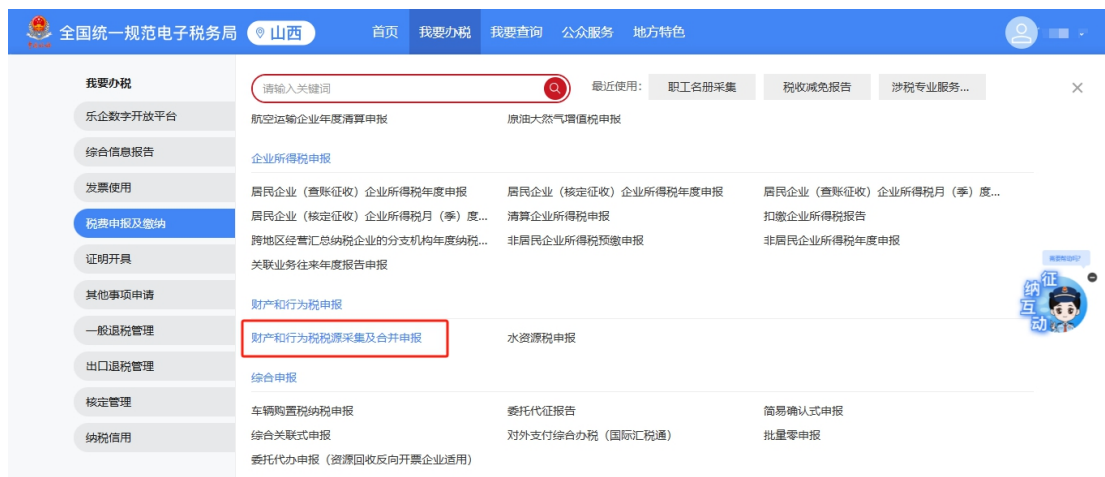 全国统一规范电子税务局 山西 首页 我要办税 我要查询 公众服务 地方特色
我要办税
乐企数字开放平台
综合信息报告
发票使用
税费申报及缴纳
证明开具
其他事项申请
一般退税管理
出口退税管理
核定管理
纳税信用
请输入关键词 最近使用: 职工名册采集 税收减免报告 涉税专业服务...
航空运输企业年度清算申报 原油天然气增值税申报
企业所得税申报
居民企业（查账征收）企业所得税年度申报 居民企业（核定征收）企业所得税年度申报 居民企业（查账征收）企业所得税月（季）度...
居民企业（核定征收）企业所得税月（季）度... 清算企业所得税申报 扣缴企业所得税报告
跨地区经营汇总纳税企业的分支机构年度纳税... 非居民企业所得税预缴申报 非居民企业所得税年度申报
关联业务往来年度报告申报
财产和行为税申报
财产和行为税税源采集及合并申报 水资源税申报
综合申报
车辆购置税纳税申报 委托代征报告 简易确认式申报
综合关联式申报 对外支付综合办税（国际汇税通） 批量零申报
委托代办申报（资源回收反向开票企业适用）
征纳互动